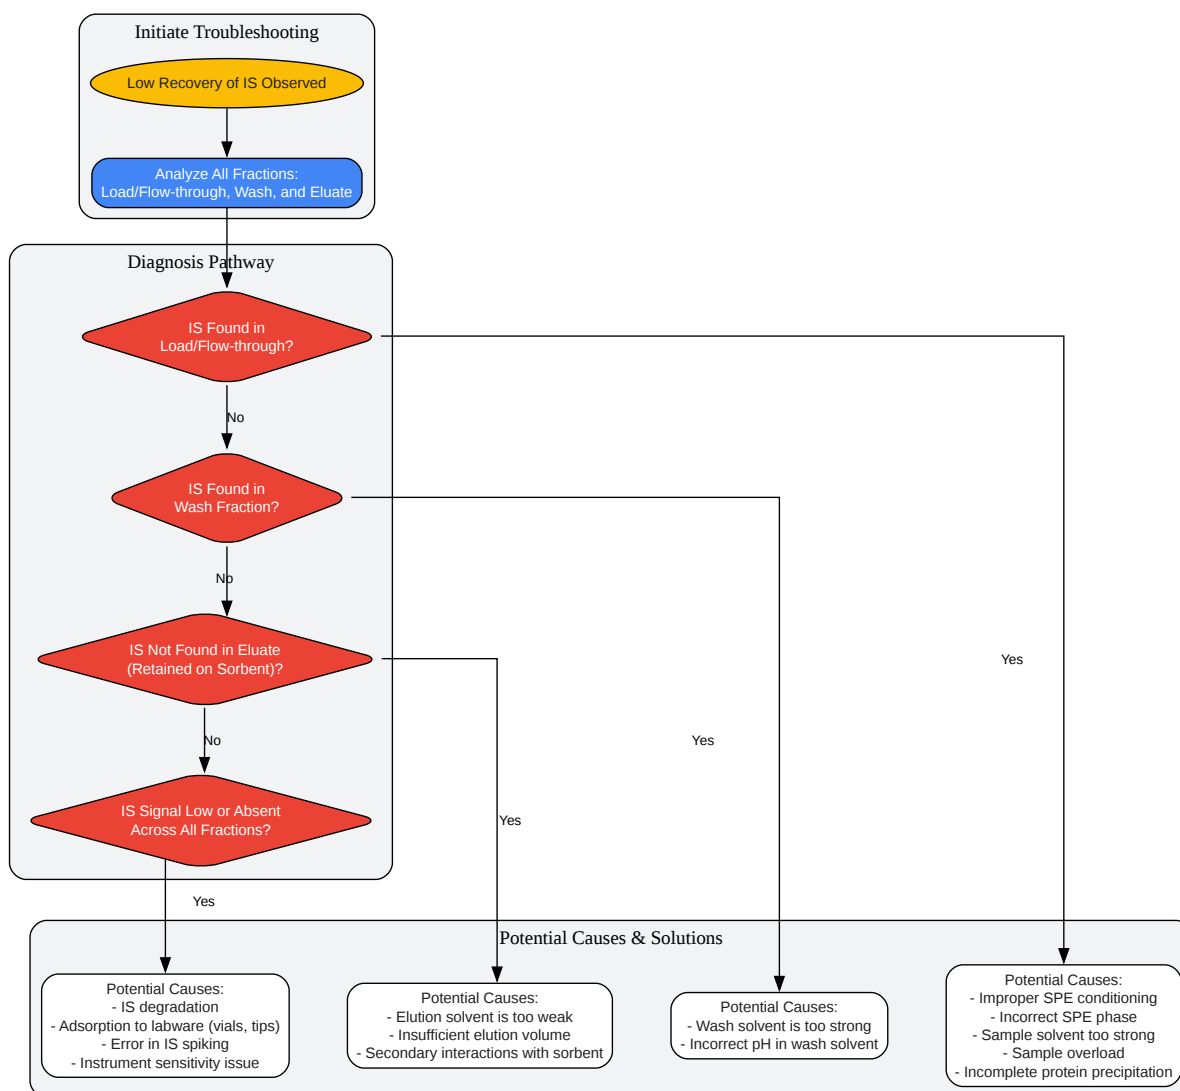 Initiate Troubleshooting
Low Recovery of IS Observed
Analyze All Fractions:
Load/Flow-through, Wash, and Eluate
Diagnosis Pathway
IS Found in
Load/Flow-through?
No
IS Found in
Wash Fraction?
No
IS Not Found in Eluate
(Retained on Sorbent)?
Yes
No
Yes
IS Signal Low or Absent
Across All Fractions?
Yes
Yes
Potential Causes & Solutions
Potential Causes:
- IS degradation
- Adsorption to labware (vials, tips)
- Error in IS spiking
- Instrument sensitivity issue
Potential Causes:
- Elution solvent is too weak
- Insufficient elution volume
- Secondary interactions with sorbent
Potential Causes:
- Wash solvent is too strong
- Incorrect pH in wash solvent
Potential Causes:
- Improper SPE conditioning
- Incorrect SPE phase
- Sample solvent too strong
- Sample overload
- Incomplete protein precipitation